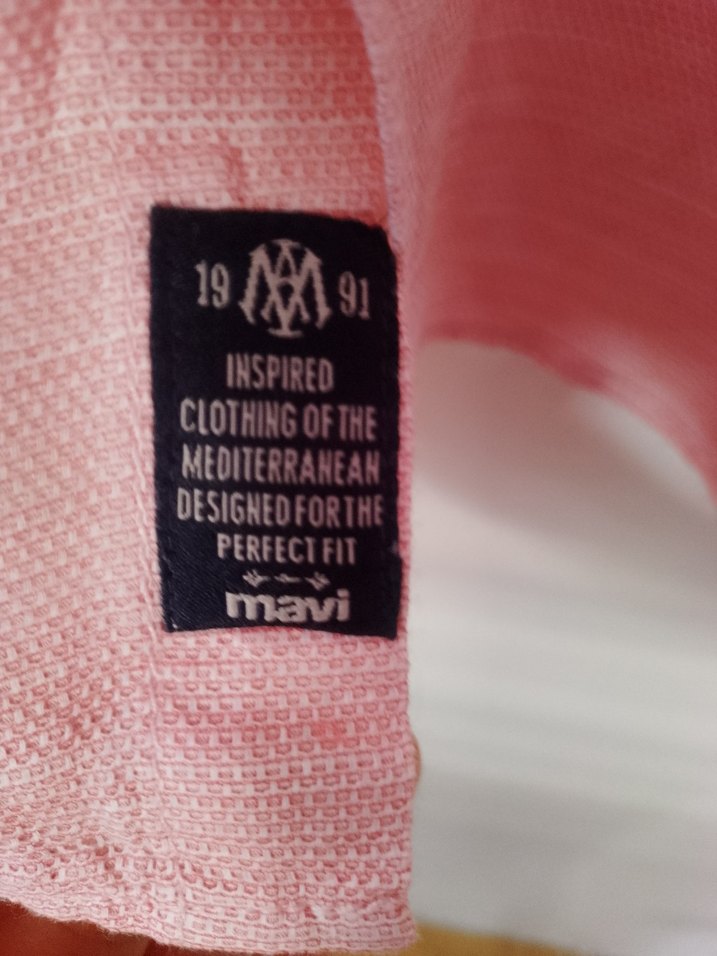 19 91
INSPIRED
CLOTHING OF THE
MEDITERRANEAN
DESIGNED FOR THE
PERFECT FIT
mavi